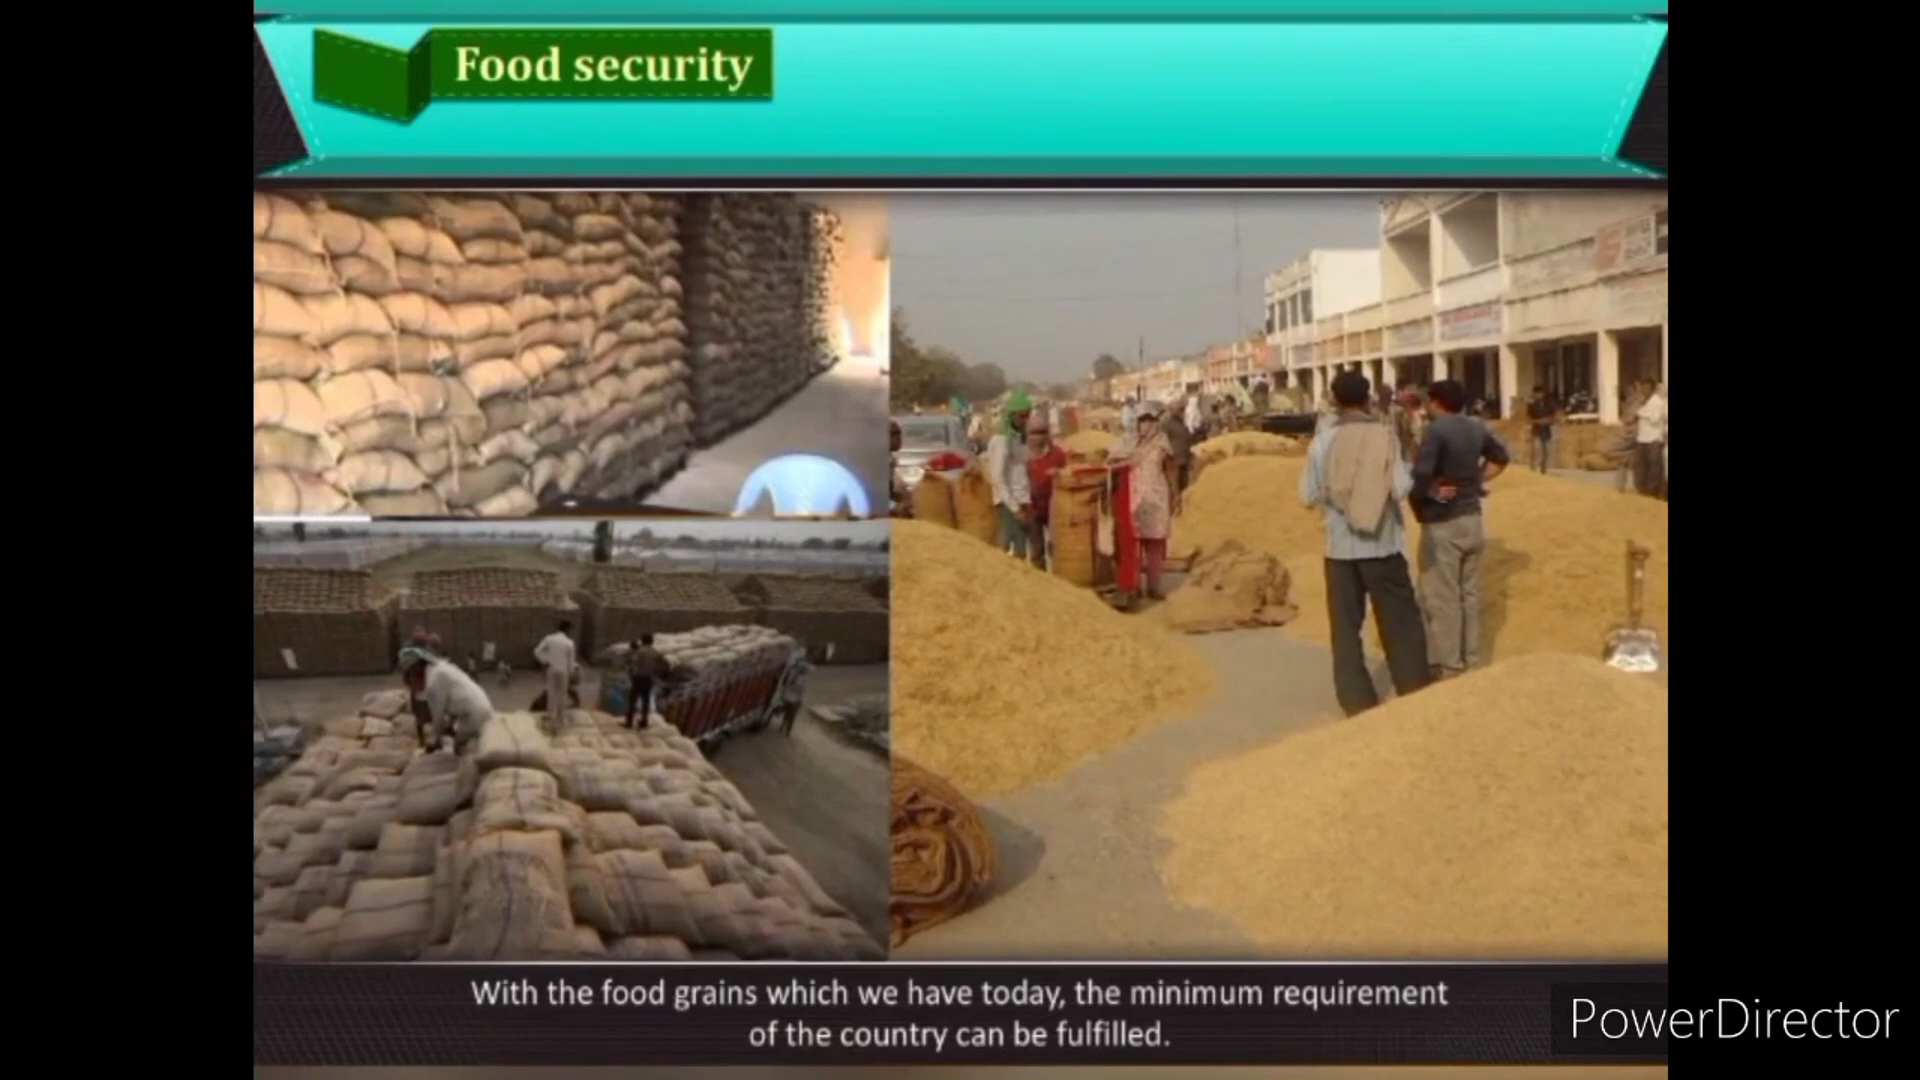 Food security
With the food grains which we have today, the minimum requirement
of the country can be fulfilled.
PowerDirector